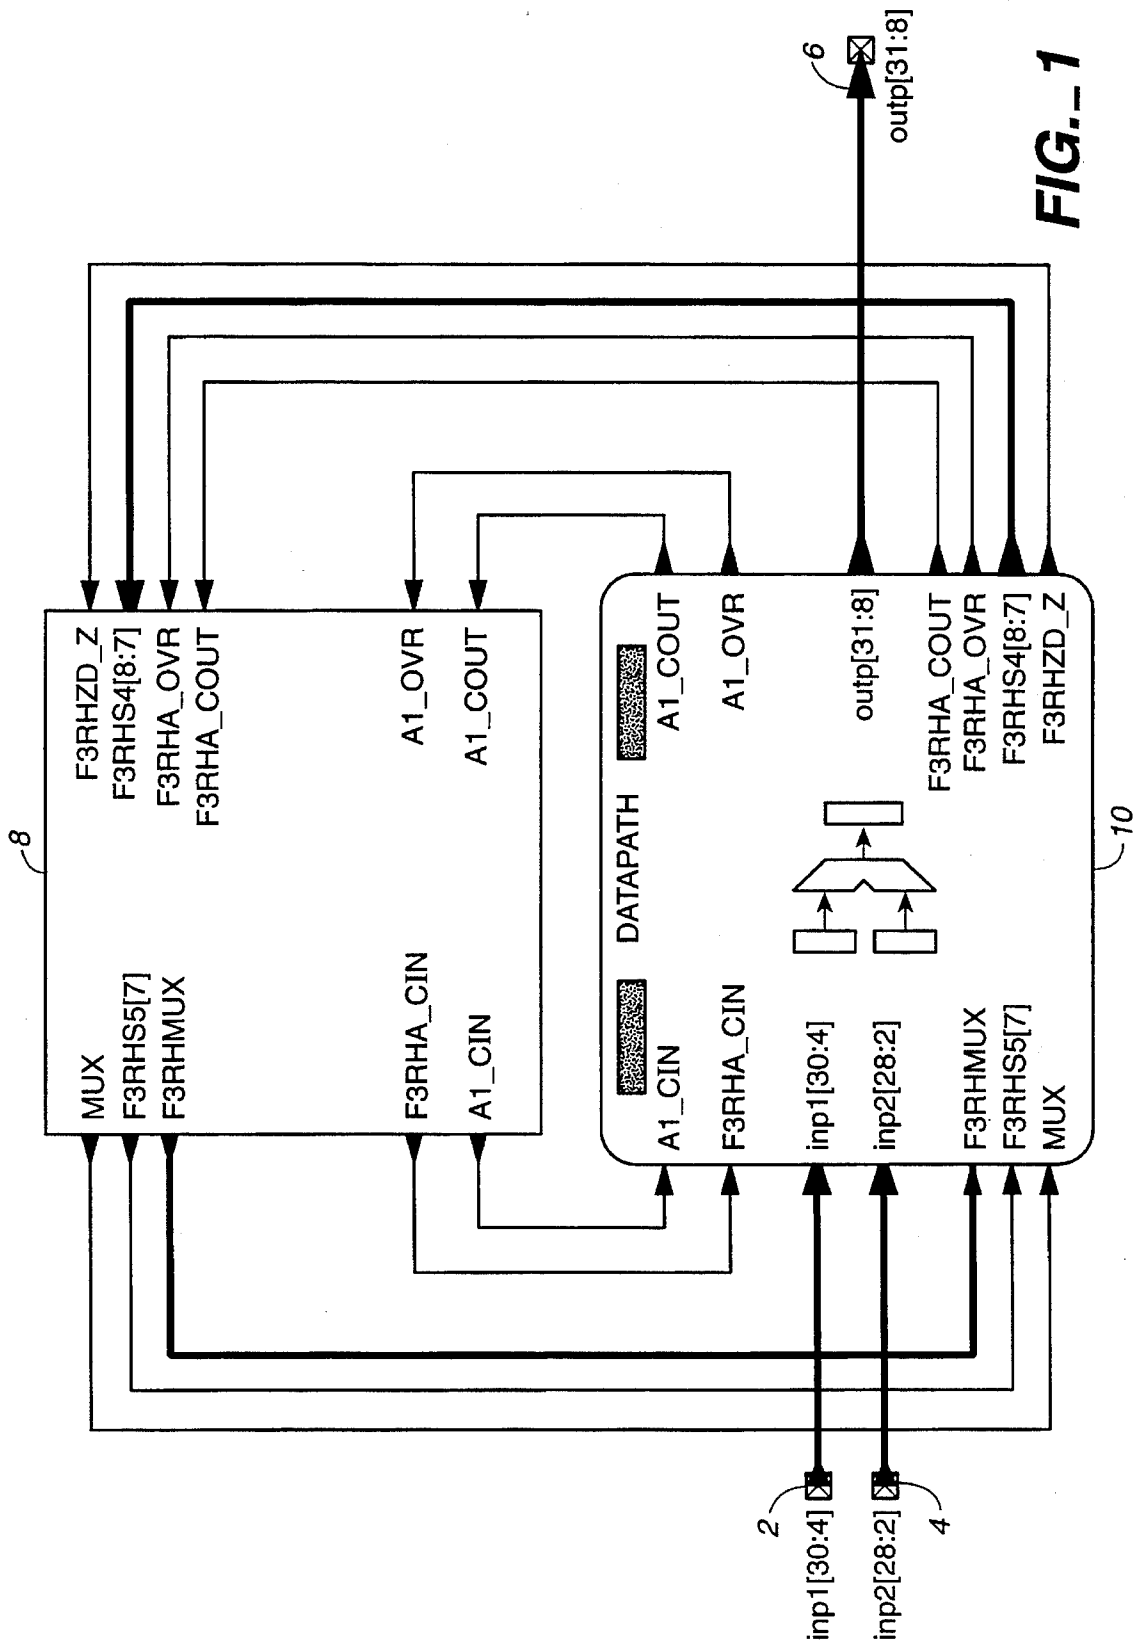 8
MUX
F3RHS5[7]
F3RHMUX
F3RHA_CIN
A1_CIN
F3RHZD_Z
F3RHS4[8:7]
F3RHA_OVR
F3RHA_COUT
A1_OVR
A1_COUT
DATAPATH
A1_CIN
F3RHA_CIN
inp1[30:4]
inp2[28:2]
F3RHMUX
F3RHS5[7]
MUX
A1_COUT
A1_OVR
outp[31:8]
F3RHA_COUT
F3RHA_OVR
F3RHS4[8:7]
F3RHZD_Z
10
2
inp1[30:4]
inp2[28:2]
4
6
outp[31:8]
FIG._1